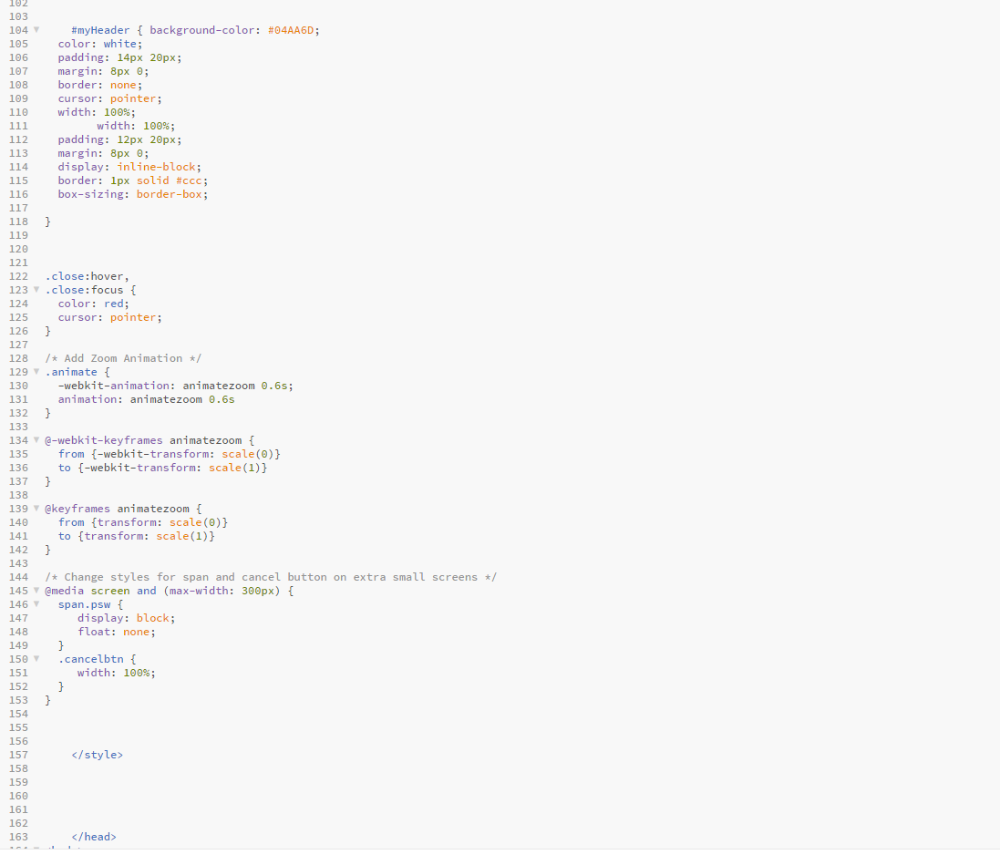 102
103
104 #myHeader { background-color: #04AA6D;
105 color: white;
106 padding: 14px 20px;
107 margin: 8px 0;
108 border: none;
109 cursor: pointer;
110 width: 100%;
111 width: 100%;
112 padding: 12px 20px;
113 margin: 8px 0;
114 display: inline-block;
115 border: 1px solid #ccc;
116 box-sizing: border-box;
117
118 }
119
120
121
122 .close:hover,
123 .close:focus {
124 color: red;
125 cursor: pointer;
126 }
127
128 /* Add Zoom Animation */
129 .animate {
130 -webkit-animation: animatezoom 0.6s;
131 animation: animatezoom 0.6s
132 }
133
134 @-webkit-keyframes animatezoom {
135 from {-webkit-transform: scale(0)}
136 to {-webkit-transform: scale(1)}
137 }
138
139 @keyframes animatezoom {
140 from {transform: scale(0)}
141 to {transform: scale(1)}
142 }
143
144 /* Change styles for span and cancel button on extra small screens */
145 @media screen and (max-width: 300px) {
146 span.psw {
147 display: block;
148 float: none;
149 }
150 .cancelbtn {
151 width: 100%;
152 }
153 }
154
155
156
157 </style>
158
159
160
161
162
163 </head>